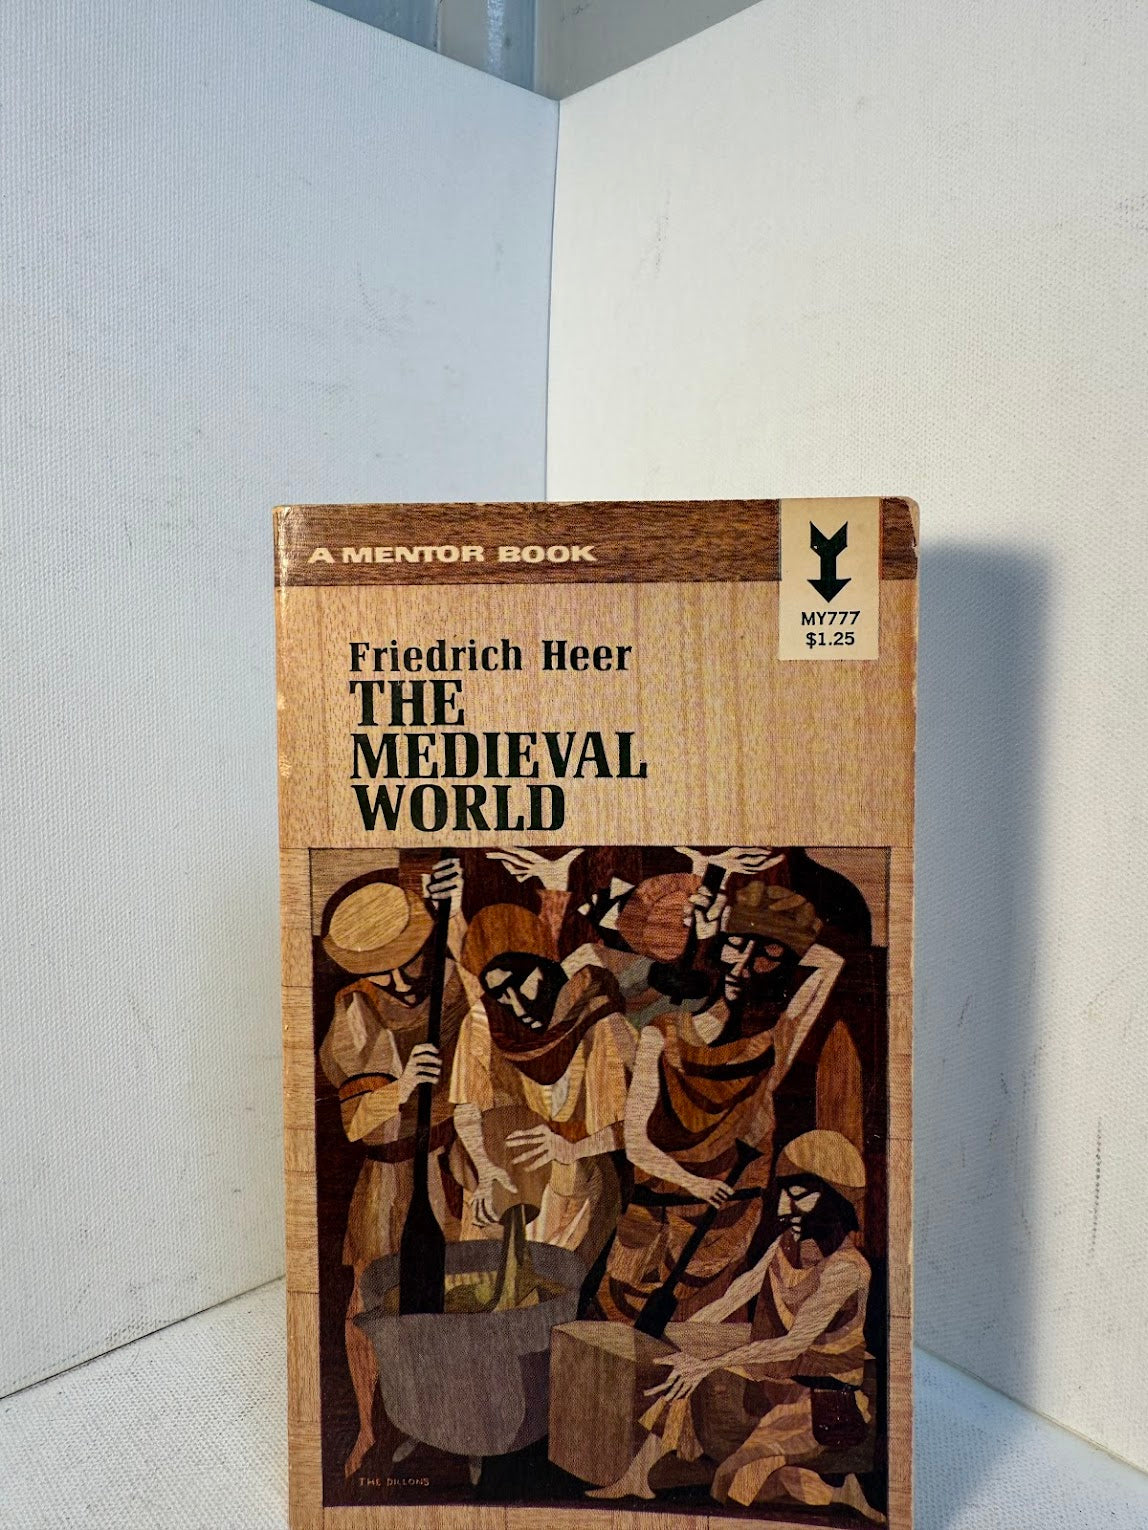 A MENTOR BOOK
MY777
$1.25
Friedrich Heer
THE
MEDIEVAL
WORLD
THE DILLONS